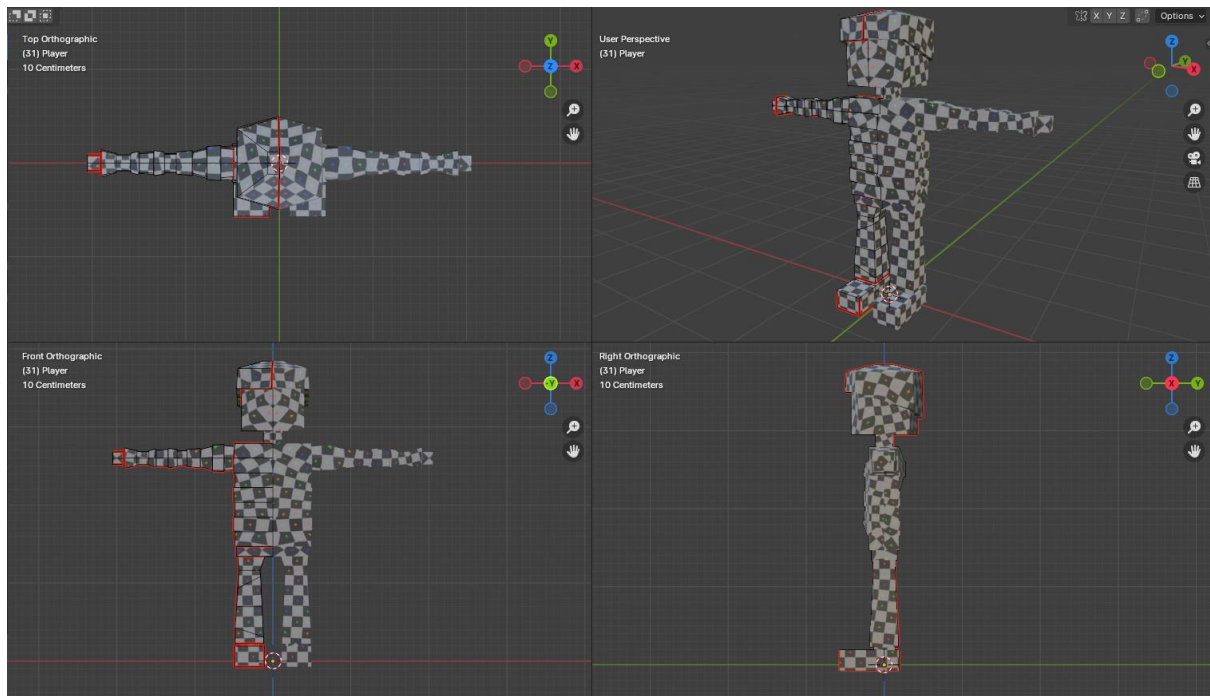 Top Orthographic
(31) Player
10 Centimeters
Y
Z
X
User Perspective
(31) Player
X Y Z
Options
Z
Y
X
Front Orthographic
(31) Player
10 Centimeters
Z
-Y
X
Right Orthographic
(31) Player
10 Centimeters
Z
X
Y